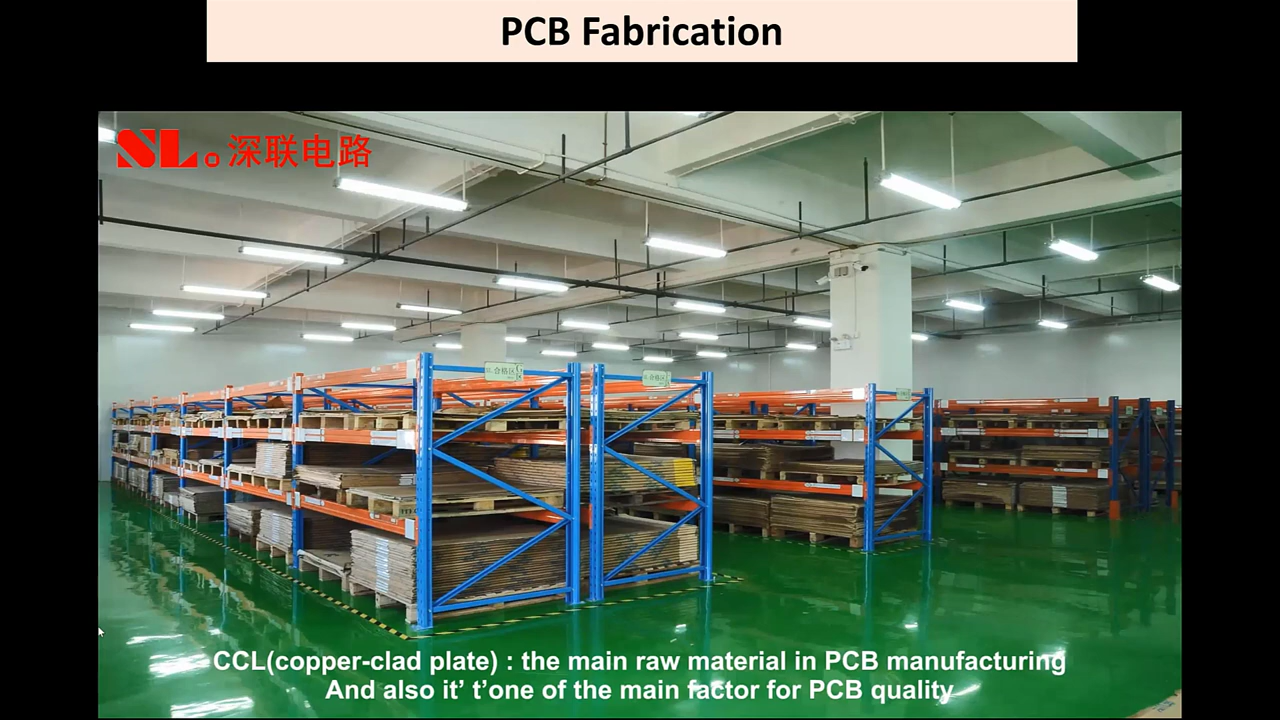 PCB Fabrication
SL。深联电路
CCL(copper-clad plate) : the main raw material in PCB manufacturing
And also it’ t’one of the main factor for PCB quality